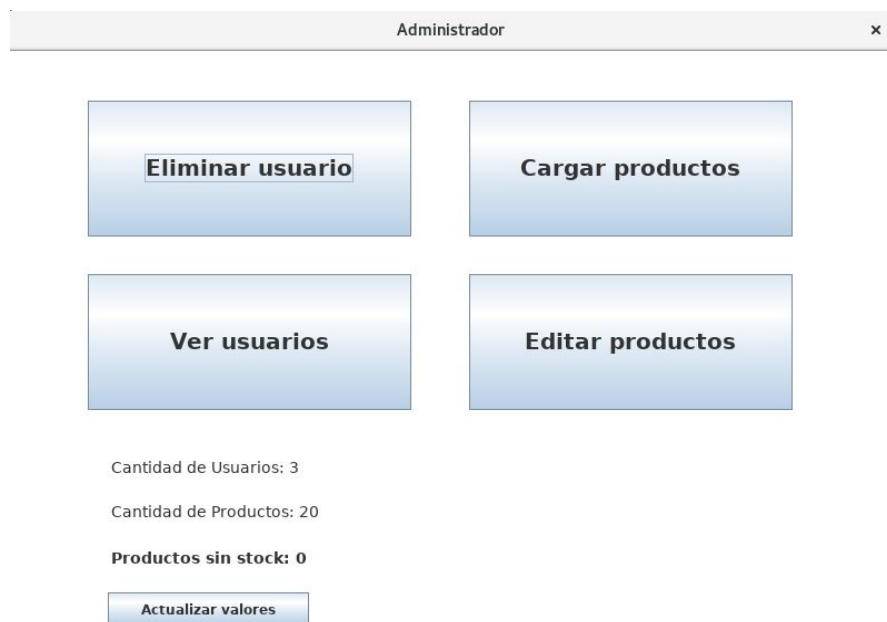 Administrador
Eliminar usuario
Cargar productos
Ver usuarios
Editar productos
Cantidad de Usuarios: 3
Cantidad de Productos: 20
Productos sin stock: 0
Actualizar valores